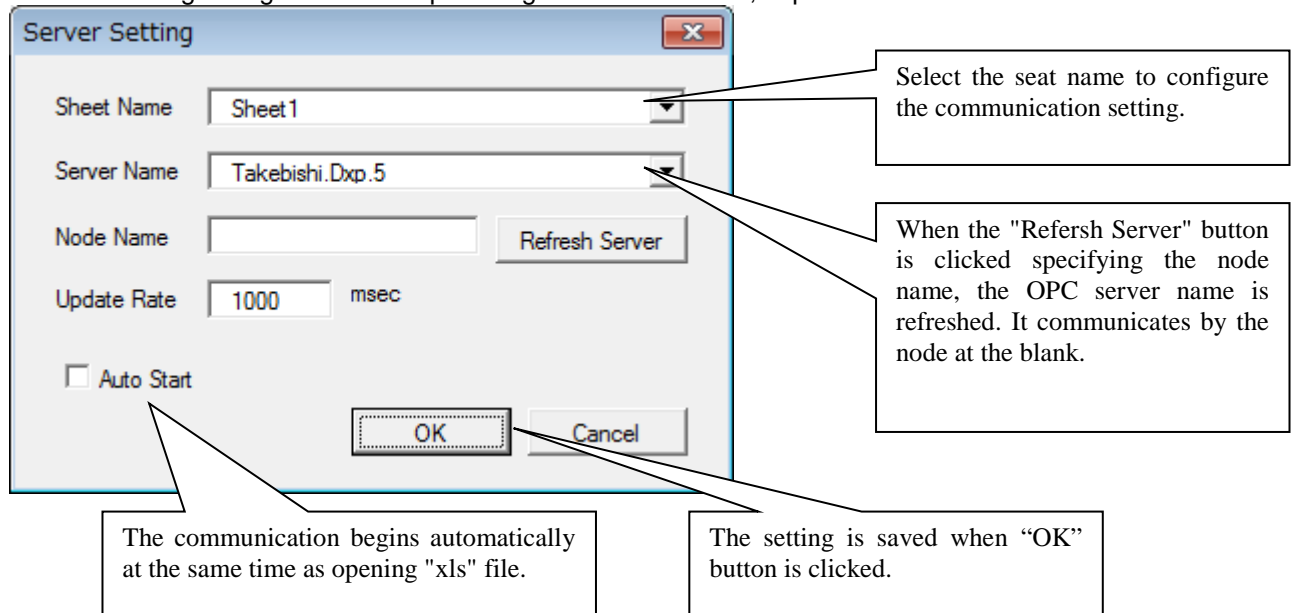 Server Setting
Sheet Name Sheet1
Server Name Takebishi.Dxp.5
Node Name Refresh Server
Update Rate 1000 msec
Auto Start
OK Cancel
Select the seat name to configure
the communication setting.
When the "Refersh Server" button
is clicked specifying the node
name, the OPC server name is
refreshed. It communicates by the
node at the blank.
The communication begins automatically
at the same time as opening "xls" file.
The setting is saved when “OK”
button is clicked.